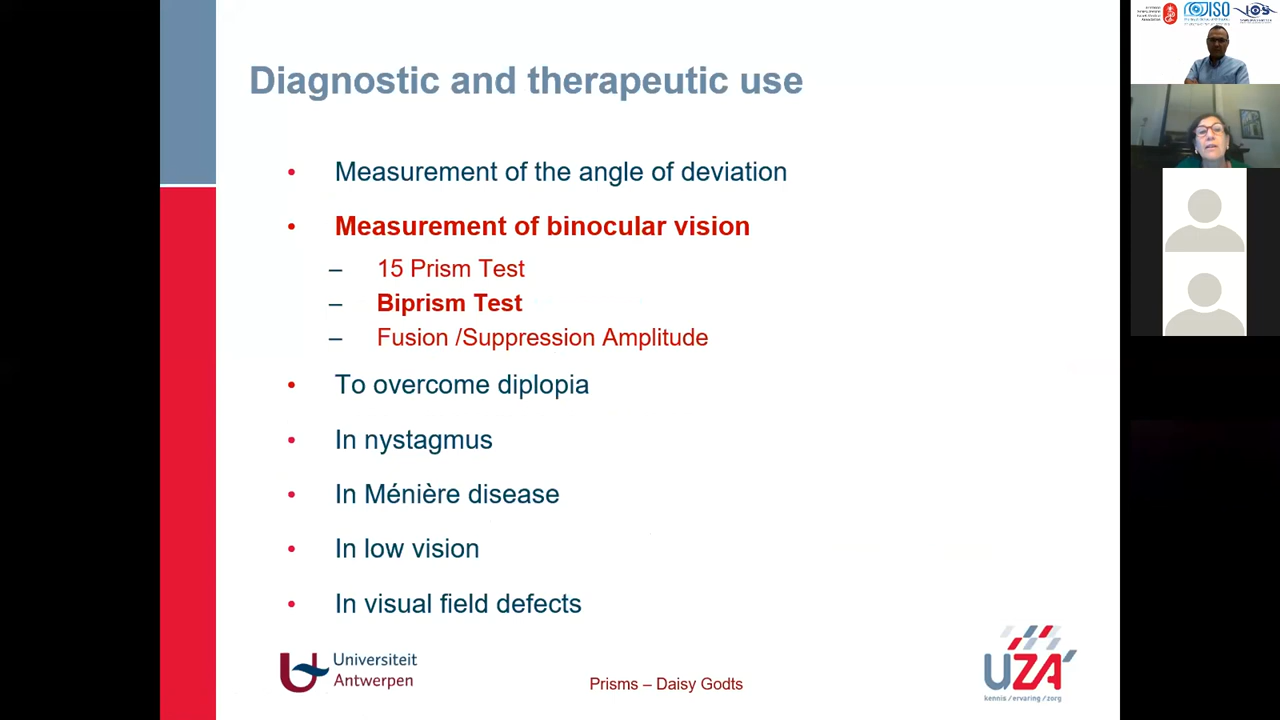 Diagnostic and therapeutic use
• Measurement of the angle of deviation
• Measurement of binocular vision
– 15 Prism Test
– Biprism Test
– Fusion /Suppression Amplitude
• To overcome diplopia
• In nystagmus
• In Ménière disease
• In low vision
• In visual field defects
Universiteit
Antwerpen
Prisms – Daisy Godts
UZA
kennis / ervaring / zorg
ISO
IOS